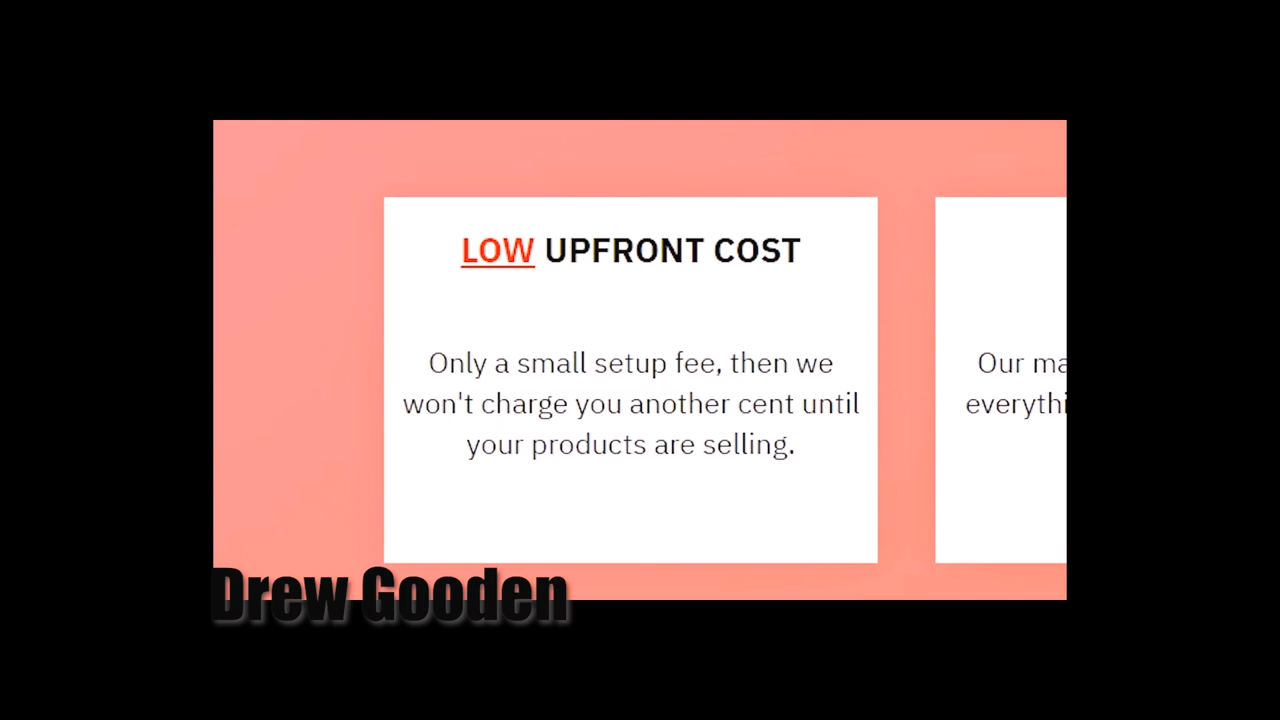 LOW UPFRONT COST
Only a small setup fee, then we
won't charge you another cent until
your products are selling.
Our
Drew Gooden